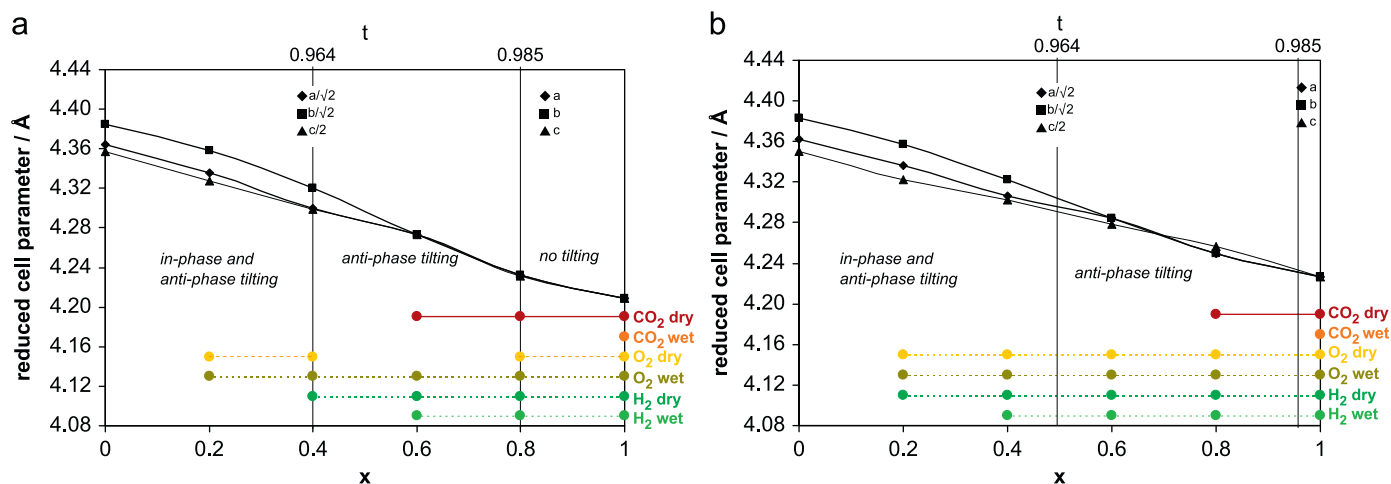 a
t
0.964 0.985
4.44
4.40
4.36
4.32
4.28
4.24
4.20
4.16
4.12
4.08
reduced cell parameter / Å
a/√2
b/√2
c/2
a
b
c
in-phase and
anti-phase tilting
anti-phase tilting
no tilting
CO2 dry
CO2 wet
O2 dry
O2 wet
H2 dry
H2 wet
0 0.2 0.4 0.6 0.8 1
x
b
t
0.964 0.985
4.44
4.40
4.36
4.32
4.28
4.24
4.20
4.16
4.12
4.08
reduced cell parameter / Å
a/√2
b/√2
c/2
a
b
c
in-phase and
anti-phase tilting
anti-phase tilting
CO2 dry
CO2 wet
O2 dry
O2 wet
H2 dry
H2 wet
0 0.2 0.4 0.6 0.8 1
x